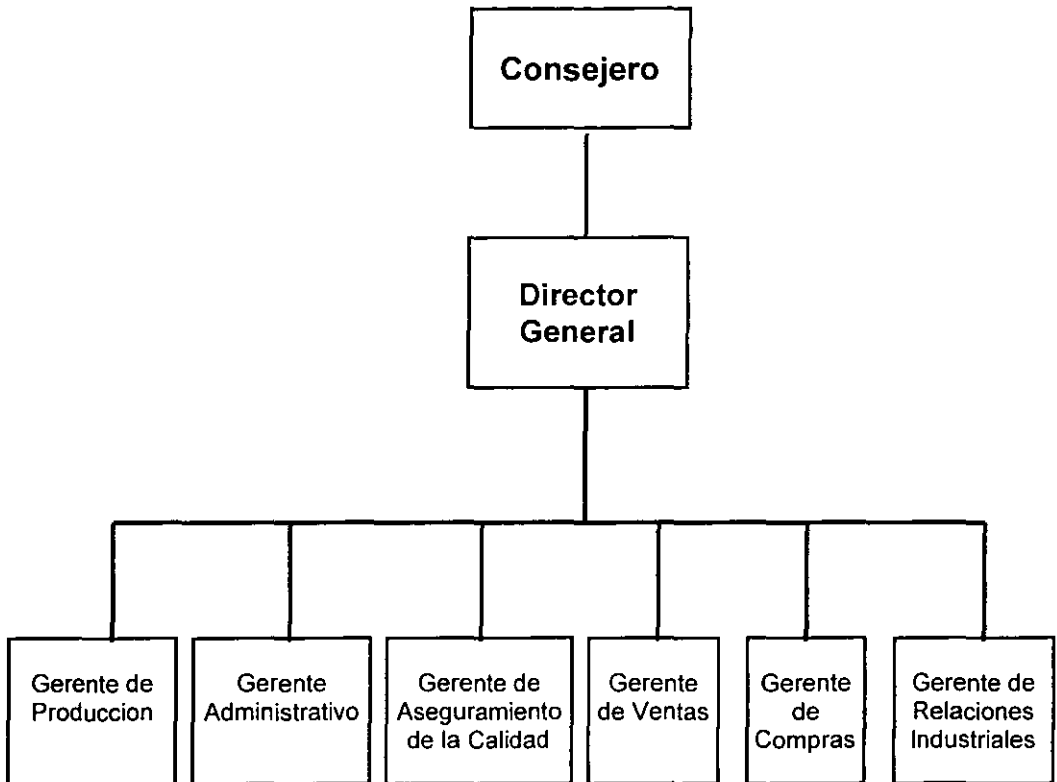 Consejero
Director
General
Gerente de
Produccion
Gerente
Administrativo
Gerente de
Aseguramiento
de la Calidad
Gerente
de Ventas
Gerente
de
Compras
Gerente de
Relaciones
Industriales